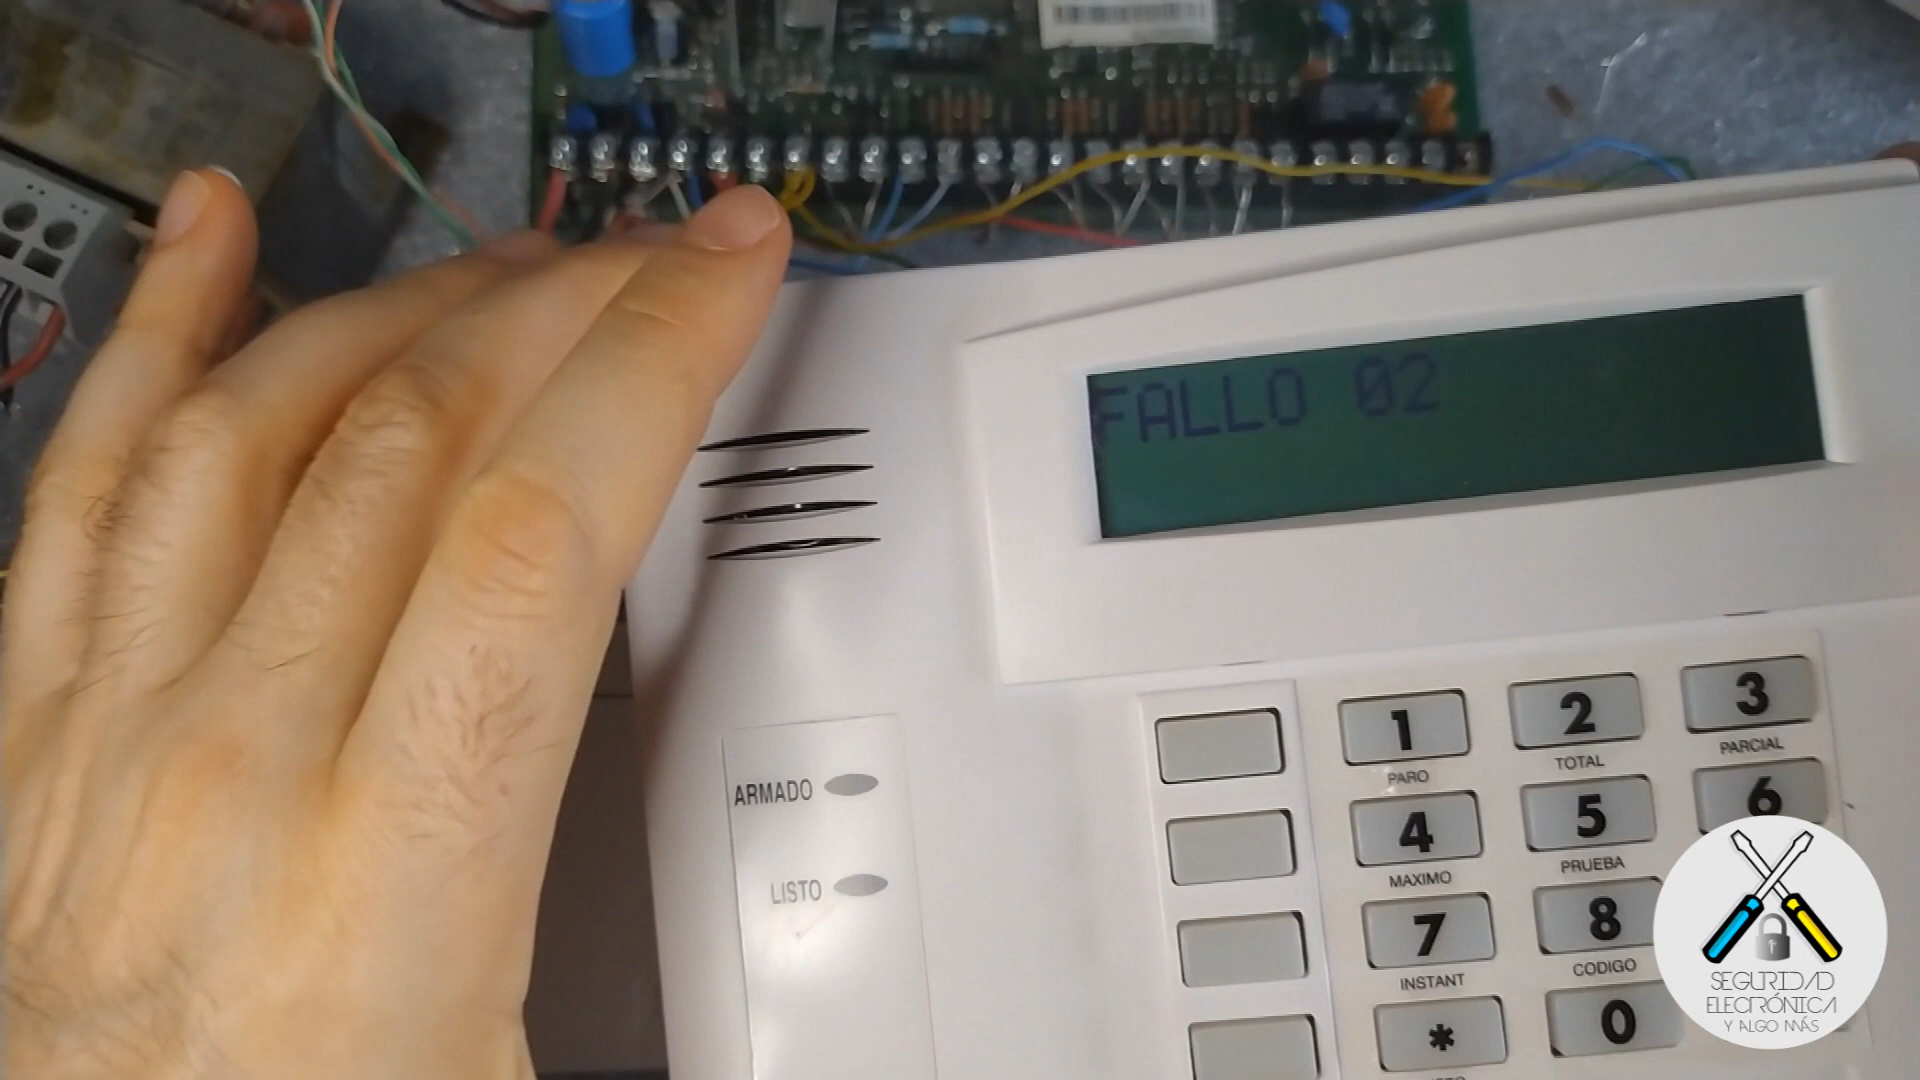 FALLO 02
ARMADO
LISTO
1
PARO
2
TOTAL
3
PARCIAL
4
MAXIMO
5
PRUEBA
6
7
INSTANT
8
CODIGO
*
0
SEGURIDAD
ELECTRÓNICA
Y ALGO MÁS